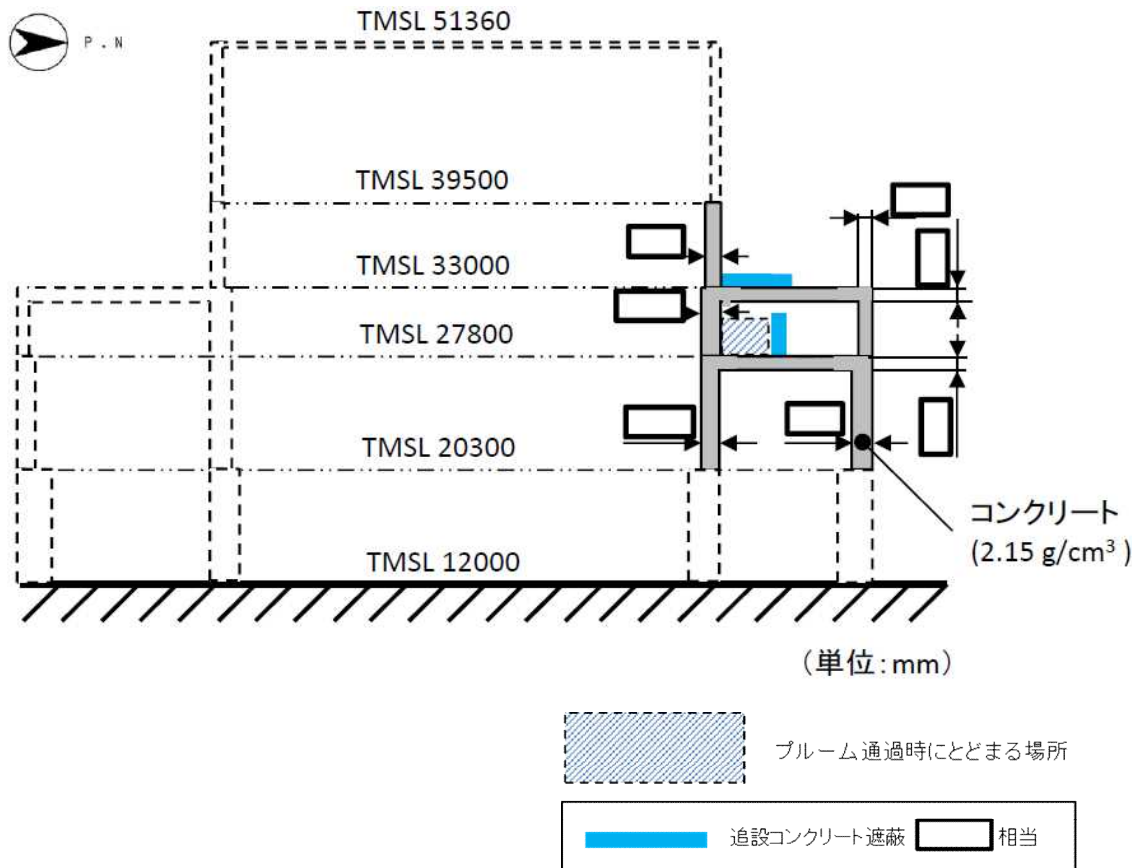 TMSL 51360
P.N
TMSL 39500
TMSL 33000
TMSL 27800
TMSL 20300
コンクリート
(2.15 g/cm³ )
TMSL 12000
(単位:mm)
プルーム通過時にとどまる場所
追設コンクリート遮蔽 相当